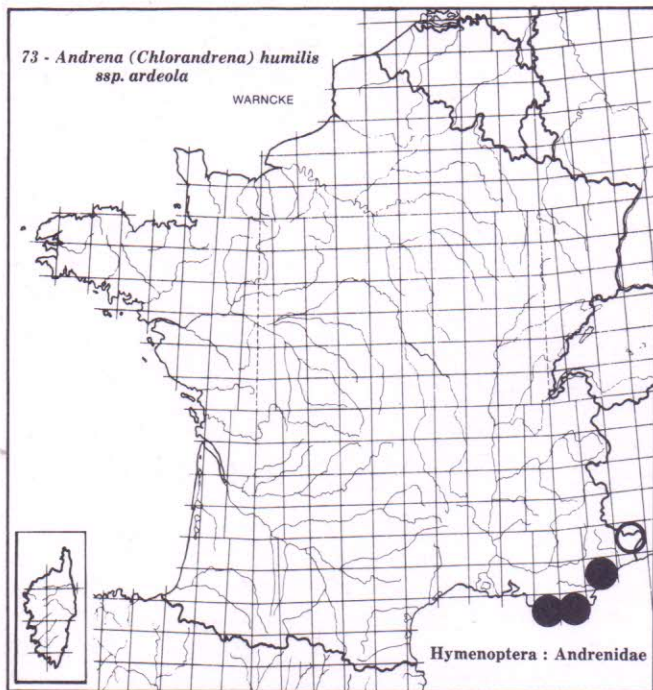 73 - Andrena (Chlorandrena) humilis
ssp. ardeola
WARNCKE
Hymenoptera : Andrenidae